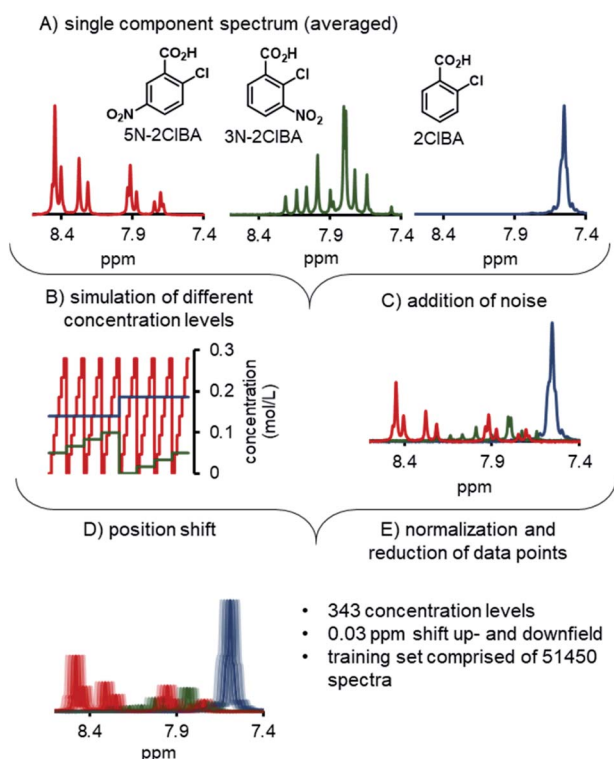 A) single component spectrum (averaged)
CO2H
Cl
O2N
5N-2ClBA
CO2H
Cl
NO2
3N-2ClBA
CO2H
Cl
2ClBA
8.4 7.9 7.4
ppm
8.4 7.9 7.4
ppm
8.4 7.9 7.4
ppm
B) simulation of different
concentration levels
0.3
0.2
0.1
0
concentration
(mol/L)
C) addition of noise
8.4 7.9 7.4
ppm
D) position shift
8.4 7.9 7.4
ppm
E) normalization and
reduction of data points
• 343 concentration levels
• 0.03 ppm shift up- and downfield
• training set comprised of 51450
spectra